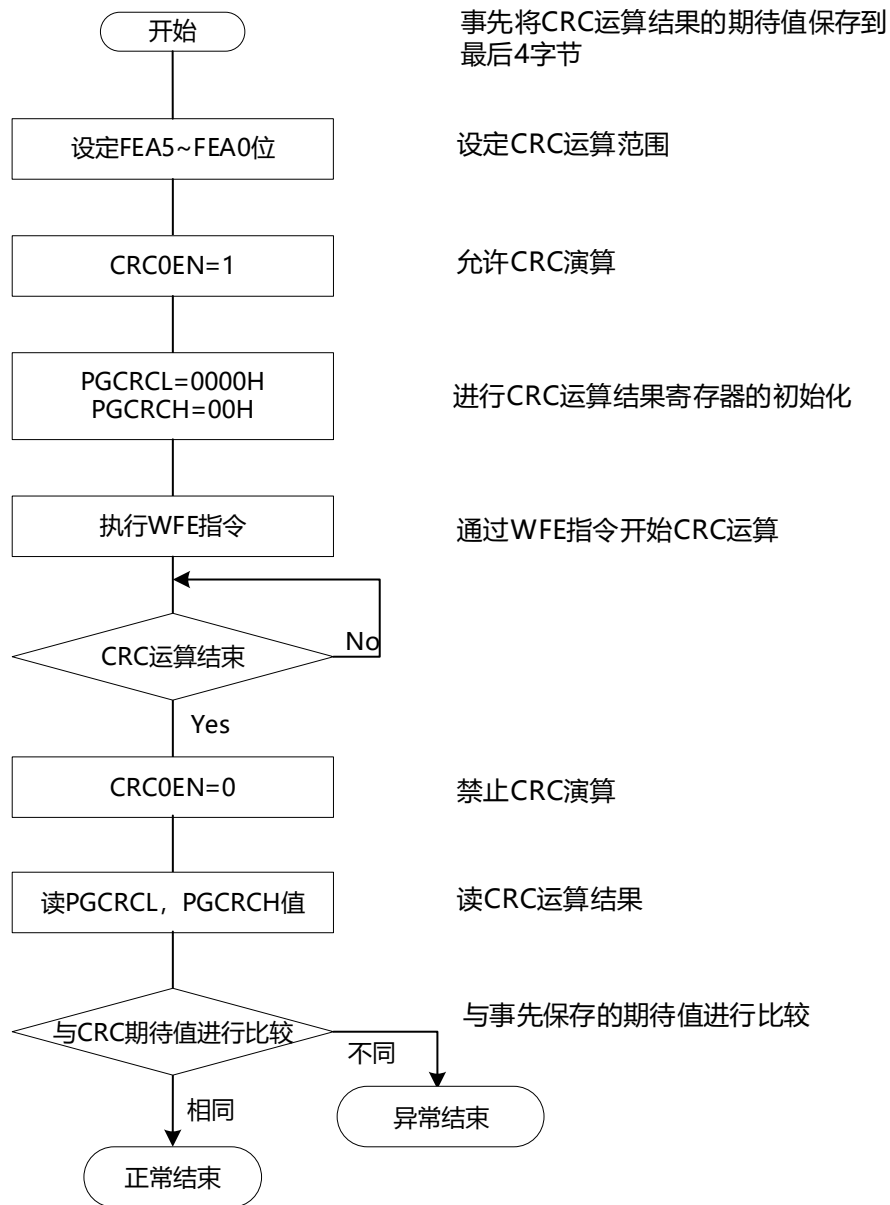 开始
事先将CRC运算结果的期待值保存到
最后4字节
设定FEA5~FEA0位
设定CRC运算范围
CRC0EN=1
允许CRC演算
PGCRCL=0000H
PGCRCH=00H
进行CRC运算结果寄存器的初始化
执行WFE指令
通过WFE指令开始CRC运算
CRC运算结束
No
Yes
CRC0EN=0
禁止CRC演算
读PGCRCL，PGCRCH值
读CRC运算结果
与CRC期待值进行比较
与事先保存的期待值进行比较
不同
相同
异常结束
正常结束